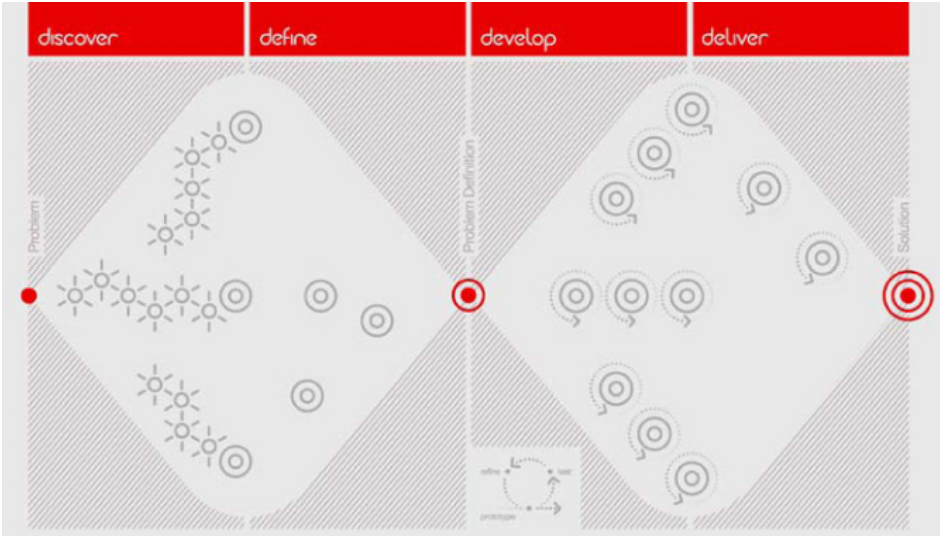 discover
define
develop
deliver
Problem
Problem Definition
Solution
refine
test
prototype